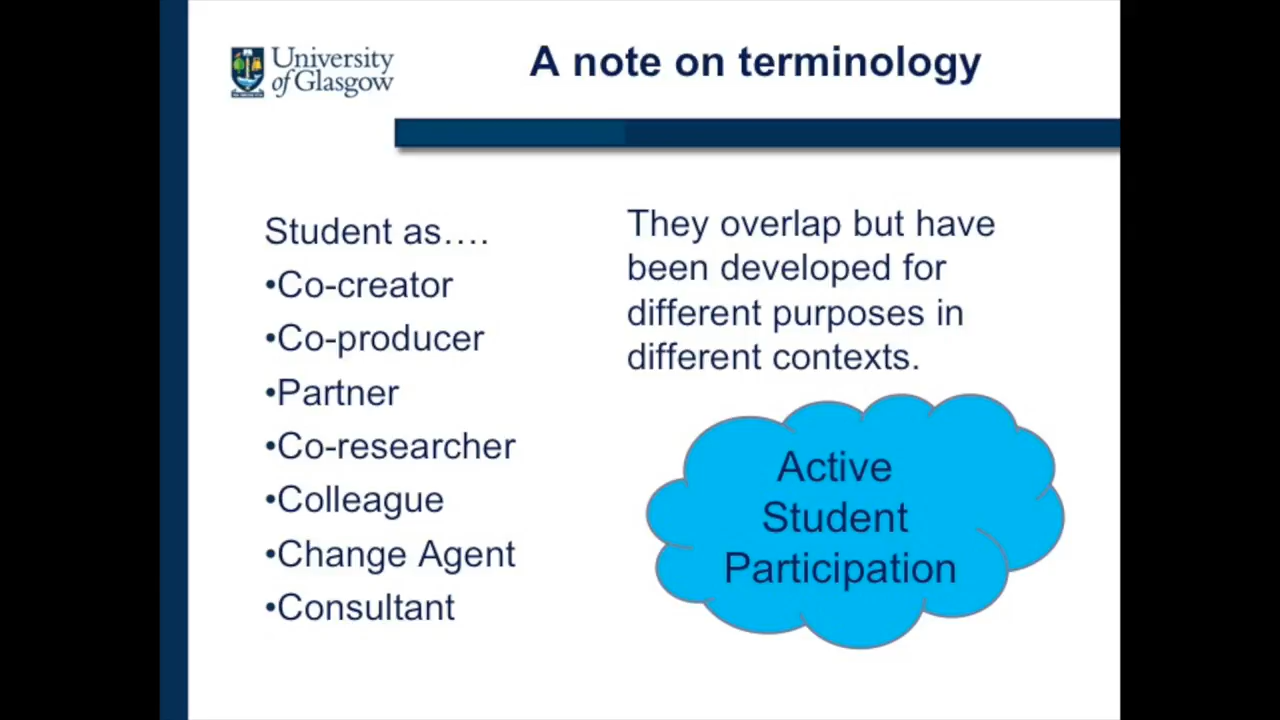 University
of Glasgow
A note on terminology
Student as….
•Co-creator
•Co-producer
•Partner
•Co-researcher
•Colleague
•Change Agent
•Consultant
They overlap but have
been developed for
different purposes in
different contexts.
Active
Student
Participation